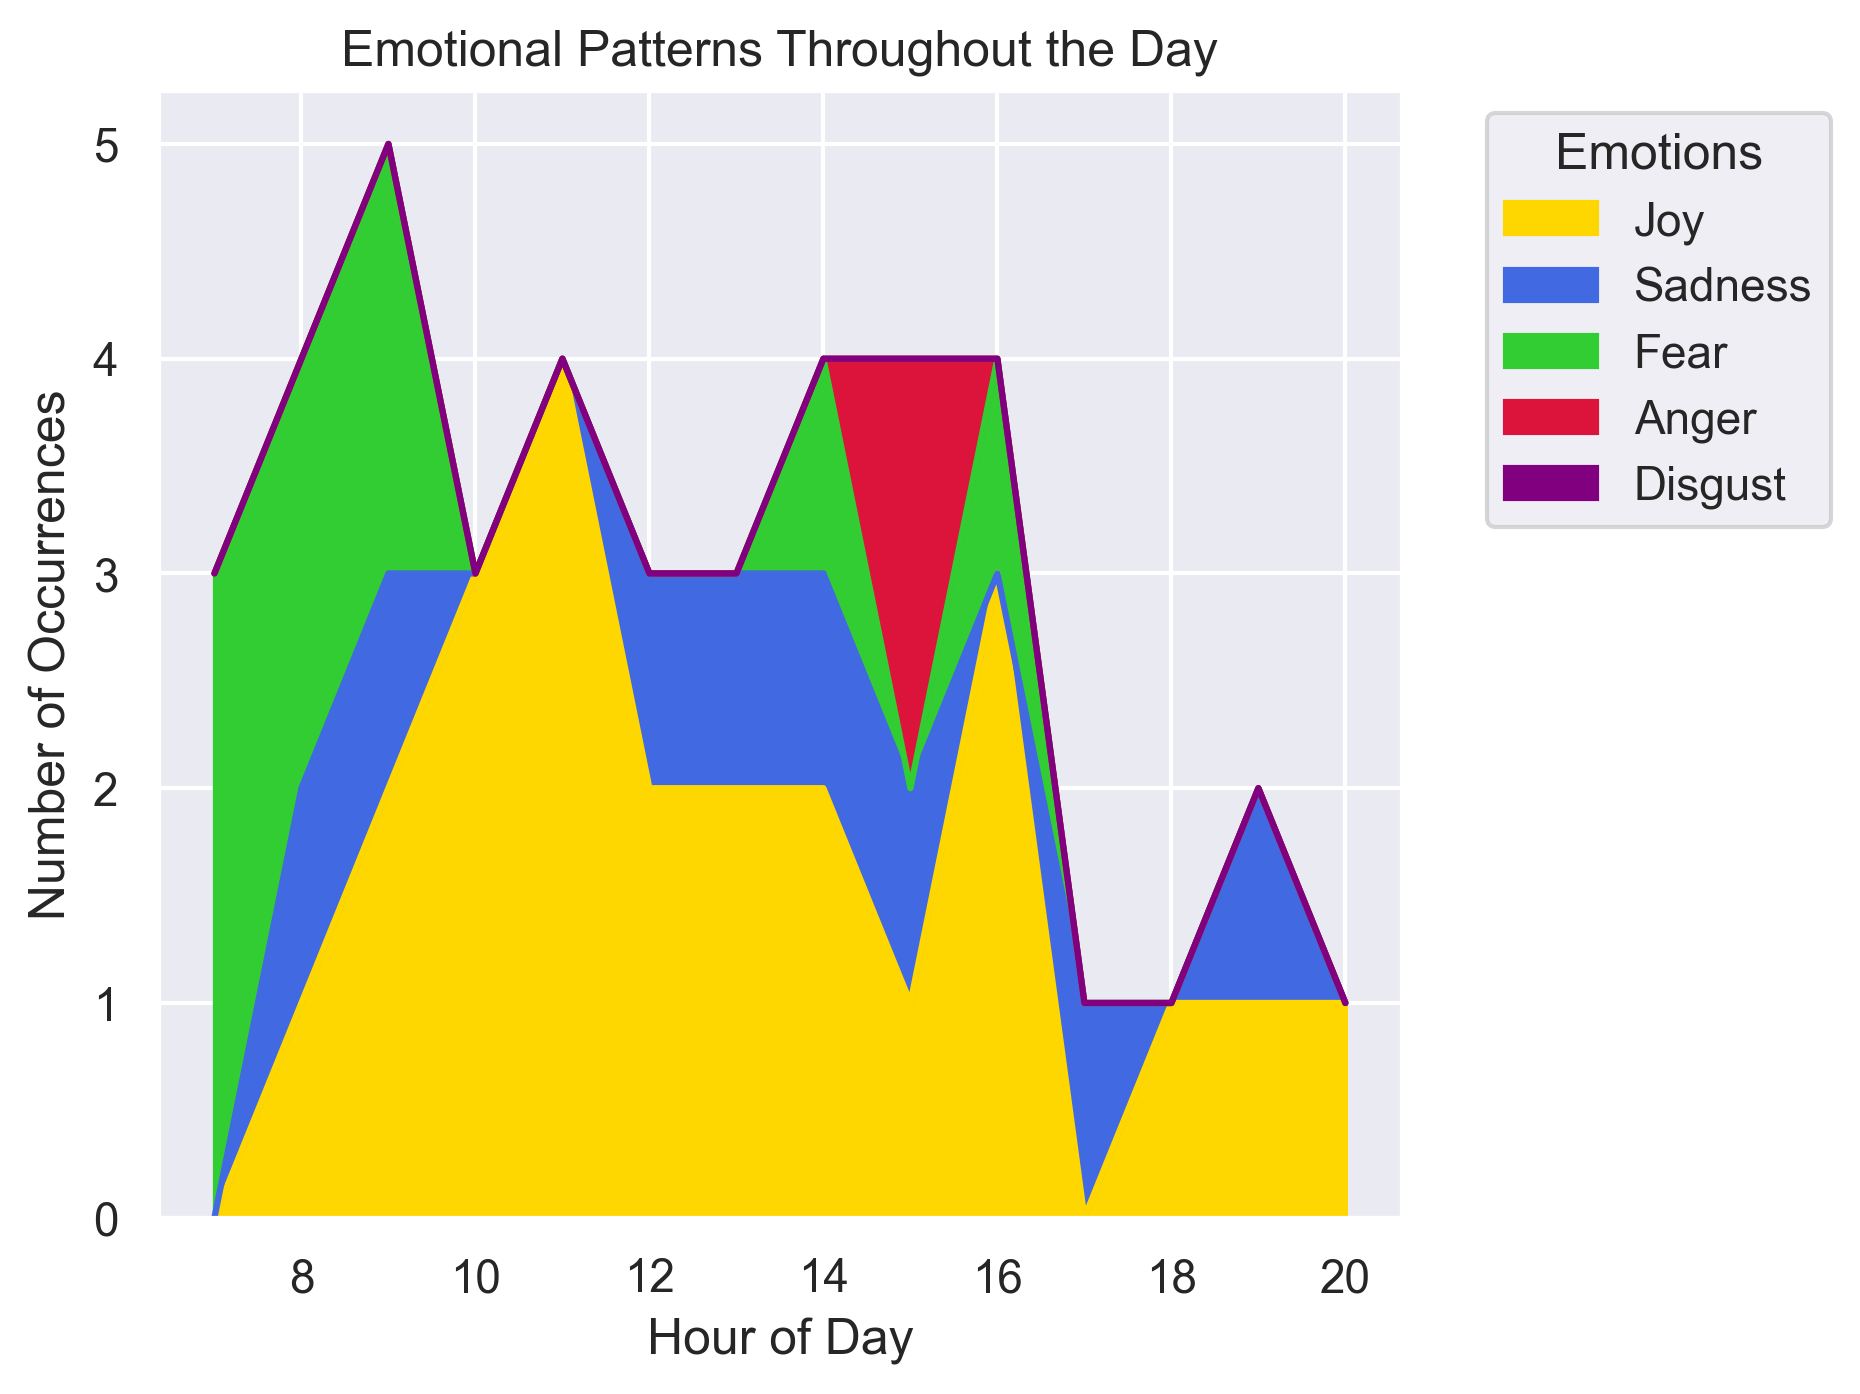 Emotional Patterns Throughout the Day
Number of Occurrences
5
4
3
2
1
0
8 10 12 14 16 18 20
Hour of Day
Emotions
Joy
Sadness
Fear
Anger
Disgust